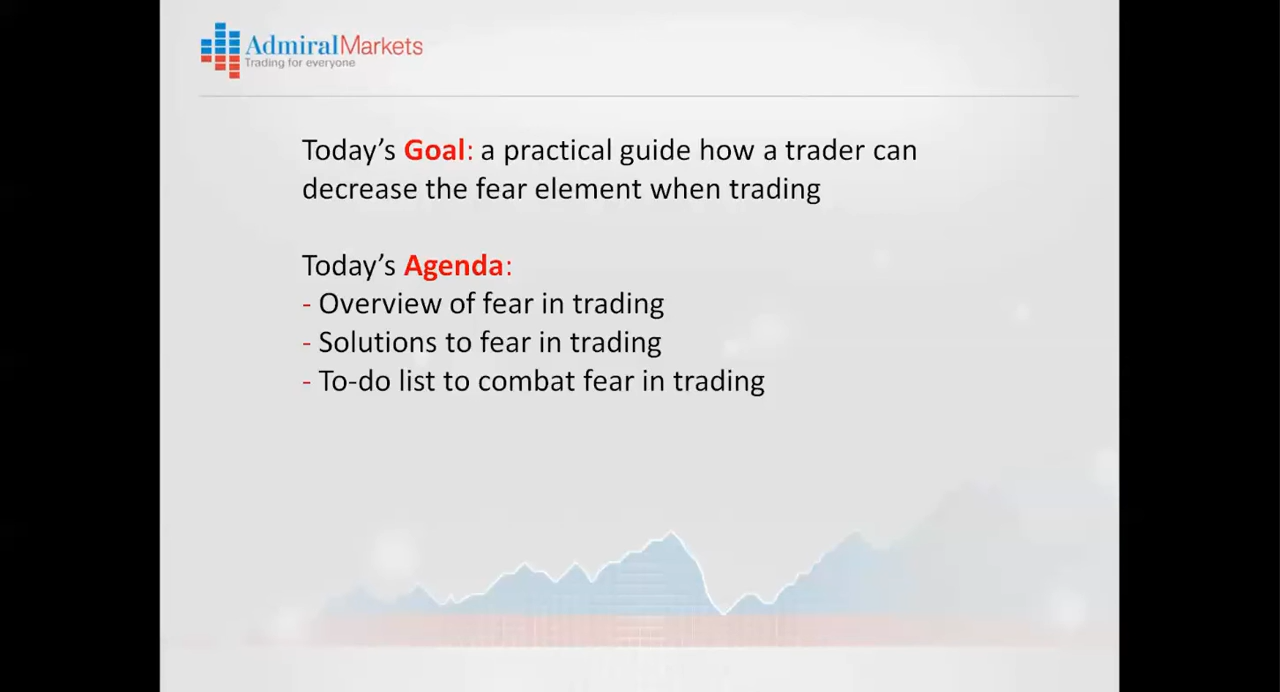 AdmiralMarkets
Trading for everyone
Today's Goal: a practical guide how a trader can
decrease the fear element when trading
Today's Agenda:
- Overview of fear in trading
- Solutions to fear in trading
- To-do list to combat fear in trading